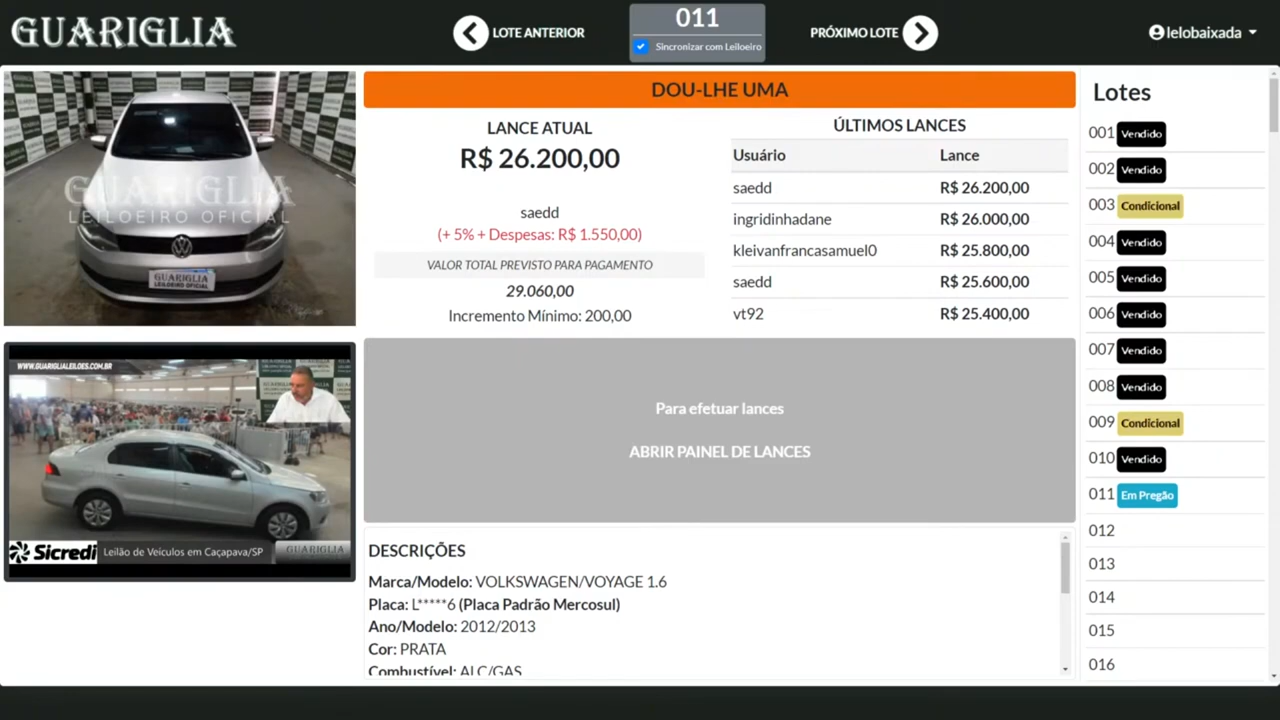 GUARIGLIA
LOTE ANTERIOR
011
Sincronizar com Leiloeiro
PRÓXIMO LOTE
lelobaixada
GUARIGLIA
LEILOEIRO OFICIAL
GUARIGLIA
LEILOEIRO OFICIAL
DOU-LHE UMA
LANCE ATUAL
R$ 26.200,00
saedd
(+ 5% + Despesas: R$ 1.550,00)
VALOR TOTAL PREVISTO PARA PAGAMENTO
29.060,00
Incremento Mínimo: 200,00
ÚLTIMOS LANCES
Usuário Lance
saedd R$ 26.200,00
ingridinhadane R$ 26.000,00
kleivanfrancasamuel0 R$ 25.800,00
saedd R$ 25.600,00
vt92 R$ 25.400,00
WWW.GUARIGLIALEILOES.COM.BR
Sicredi
Leilão de Veiculos em Caçapava/SP
GUARIGLIA
Para efetuar lances
ABRIR PAINEL DE LANCES
DESCRIÇÕES
Marca/Modelo: VOLKSWAGEN/VOYAGE 1.6
Placa: L*****6 (Placa Padrão Mercosul)
Ano/Modelo: 2012/2013
Cor: PRATA
Combustível: ALC/GAS
Lotes
001 Vendido
002 Vendido
003 Condicional
004 Vendido
005 Vendido
006 Vendido
007 Vendido
008 Vendido
009 Condicional
010 Vendido
011 Em Pregão
012
013
014
015
016